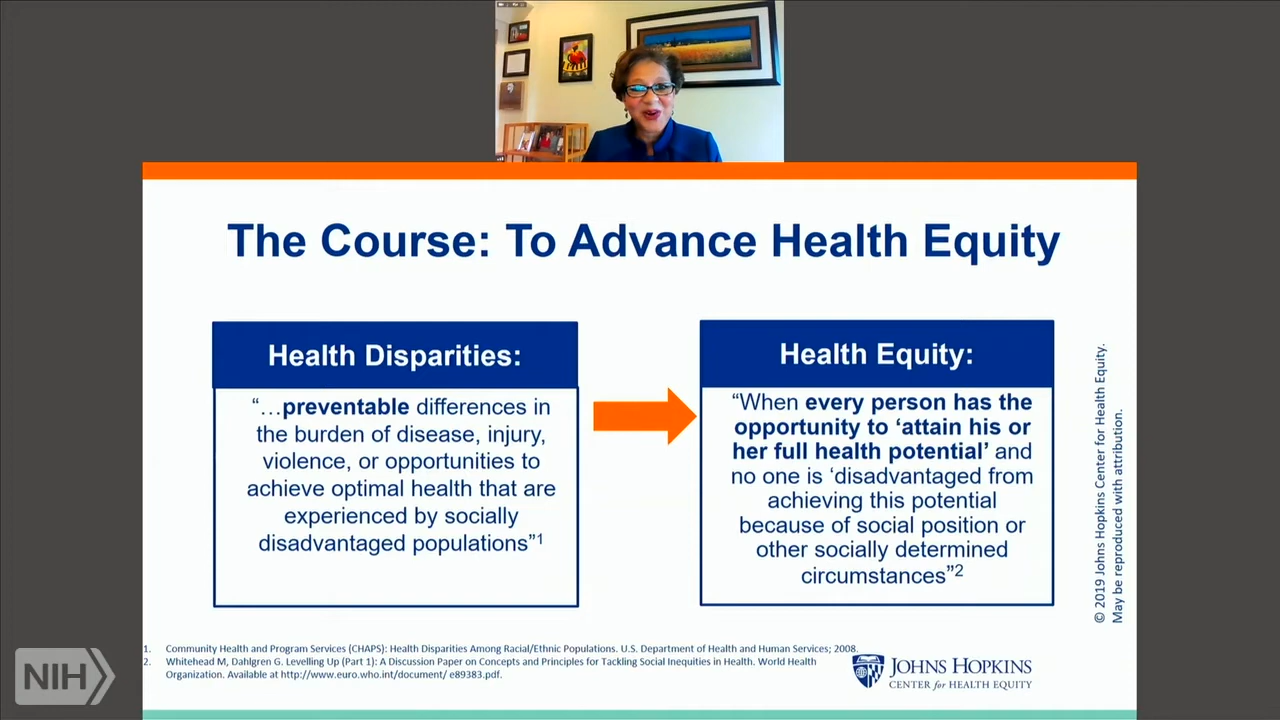 The Course: To Advance Health Equity
Health Disparities:
“…preventable differences in
the burden of disease, injury,
violence, or opportunities to
achieve optimal health that are
experienced by socially
disadvantaged populations”1
Health Equity:
“When every person has the
opportunity to ‘attain his or
her full health potential’ and
no one is ‘disadvantaged from
achieving this potential
because of social position or
other socially determined
circumstances”2
© 2019 Johns Hopkins Center for Health Equity.
May be reproduced with attribution.
1. Community Health and Program Services (CHAPS): Health Disparities Among Racial/Ethnic Populations. U.S. Department of Health and Human Services; 2008.
2. Whitehead M, Dahlgren G. Levelling Up (Part 1): A Discussion Paper on Concepts and Principles for Tackling Social Inequities in Health. World Health
Organization. Available at http://www.euro.who.int/document/ e89383.pdf.
JOHNS HOPKINS
CENTER for HEALTH EQUITY
NIH